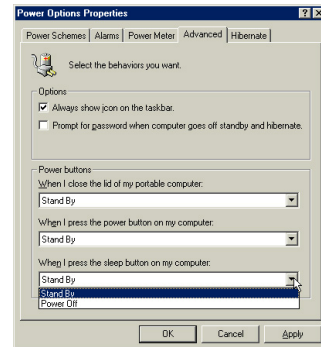 Power Options Properties
Power Schemes Alarms Power Meter Advanced Hibernate
Select the behaviors you want.
Options
Always show icon on the taskbar.
Prompt for password when computer goes off standby and hibernate.
Power buttons
When I close the lid of my portable computer:
Stand By
When I press the power button on my computer:
Stand By
When I press the sleep button on my computer:
Stand By
Stand By
Power Off
OK Cancel Apply